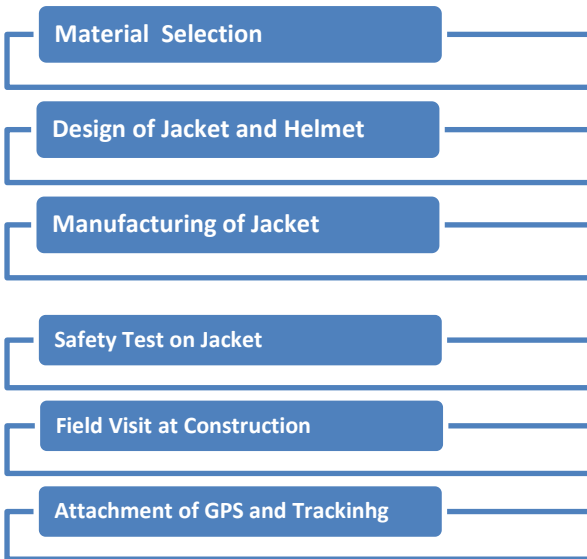 Material Selection
Design of Jacket and Helmet
Manufacturing of Jacket
Safety Test on Jacket
Field Visit at Construction
Attachment of GPS and Trackinhg